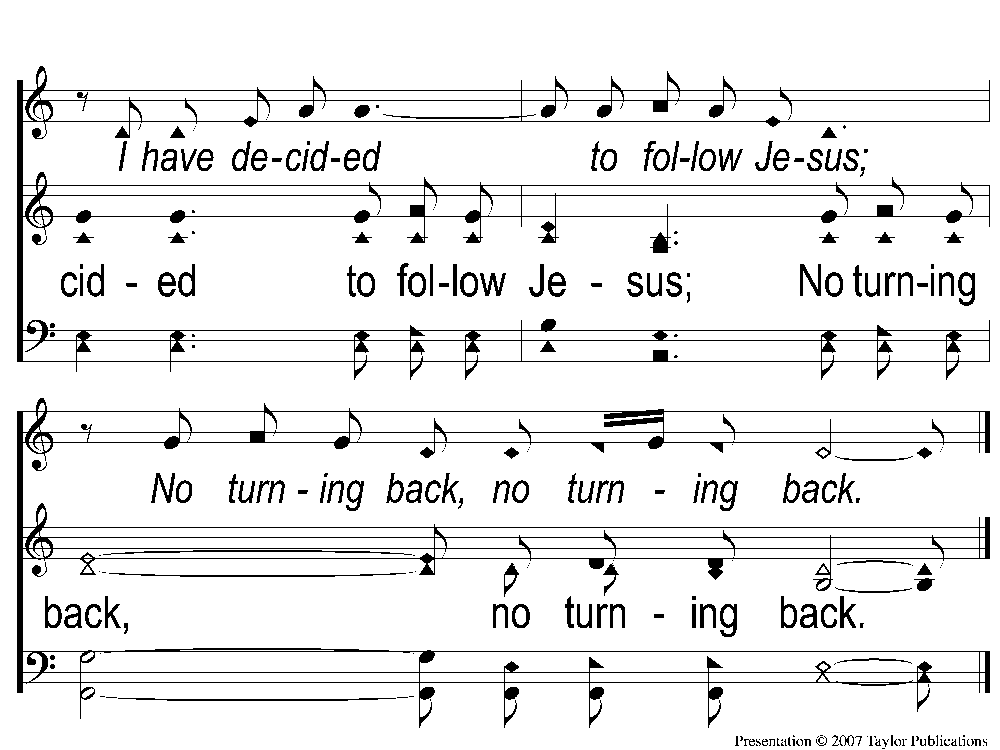 I have de-cid-ed to fol-low Je-sus;
cid - ed to fol-low Je - sus; No turn-ing
No turn - ing back, no turn - ing back.
back, no turn - ing back.
Presentation © 2007 Taylor Publications